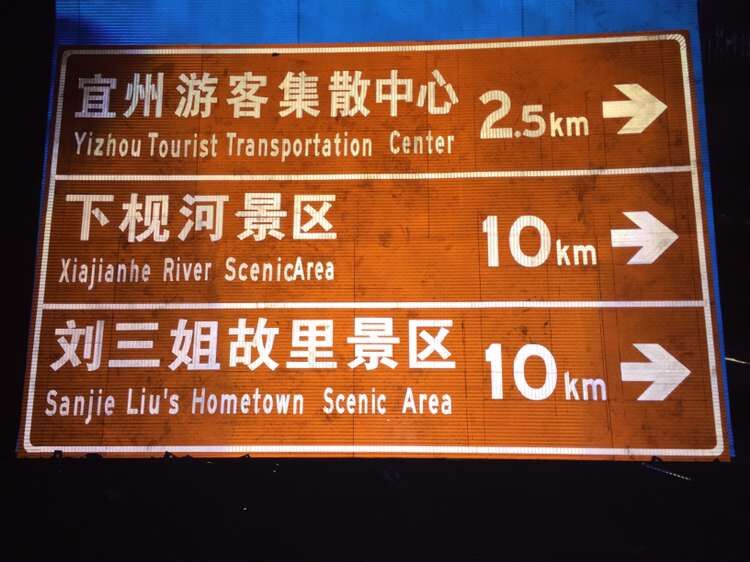 宜州游客集散中心 2.5km
Yizhou Tourist Transportation Center
下枧河景区 10km
Xiajianhe River ScenicArea
刘三姐故里景区 10km
Sanjie Liu's Hometown Scenic Area